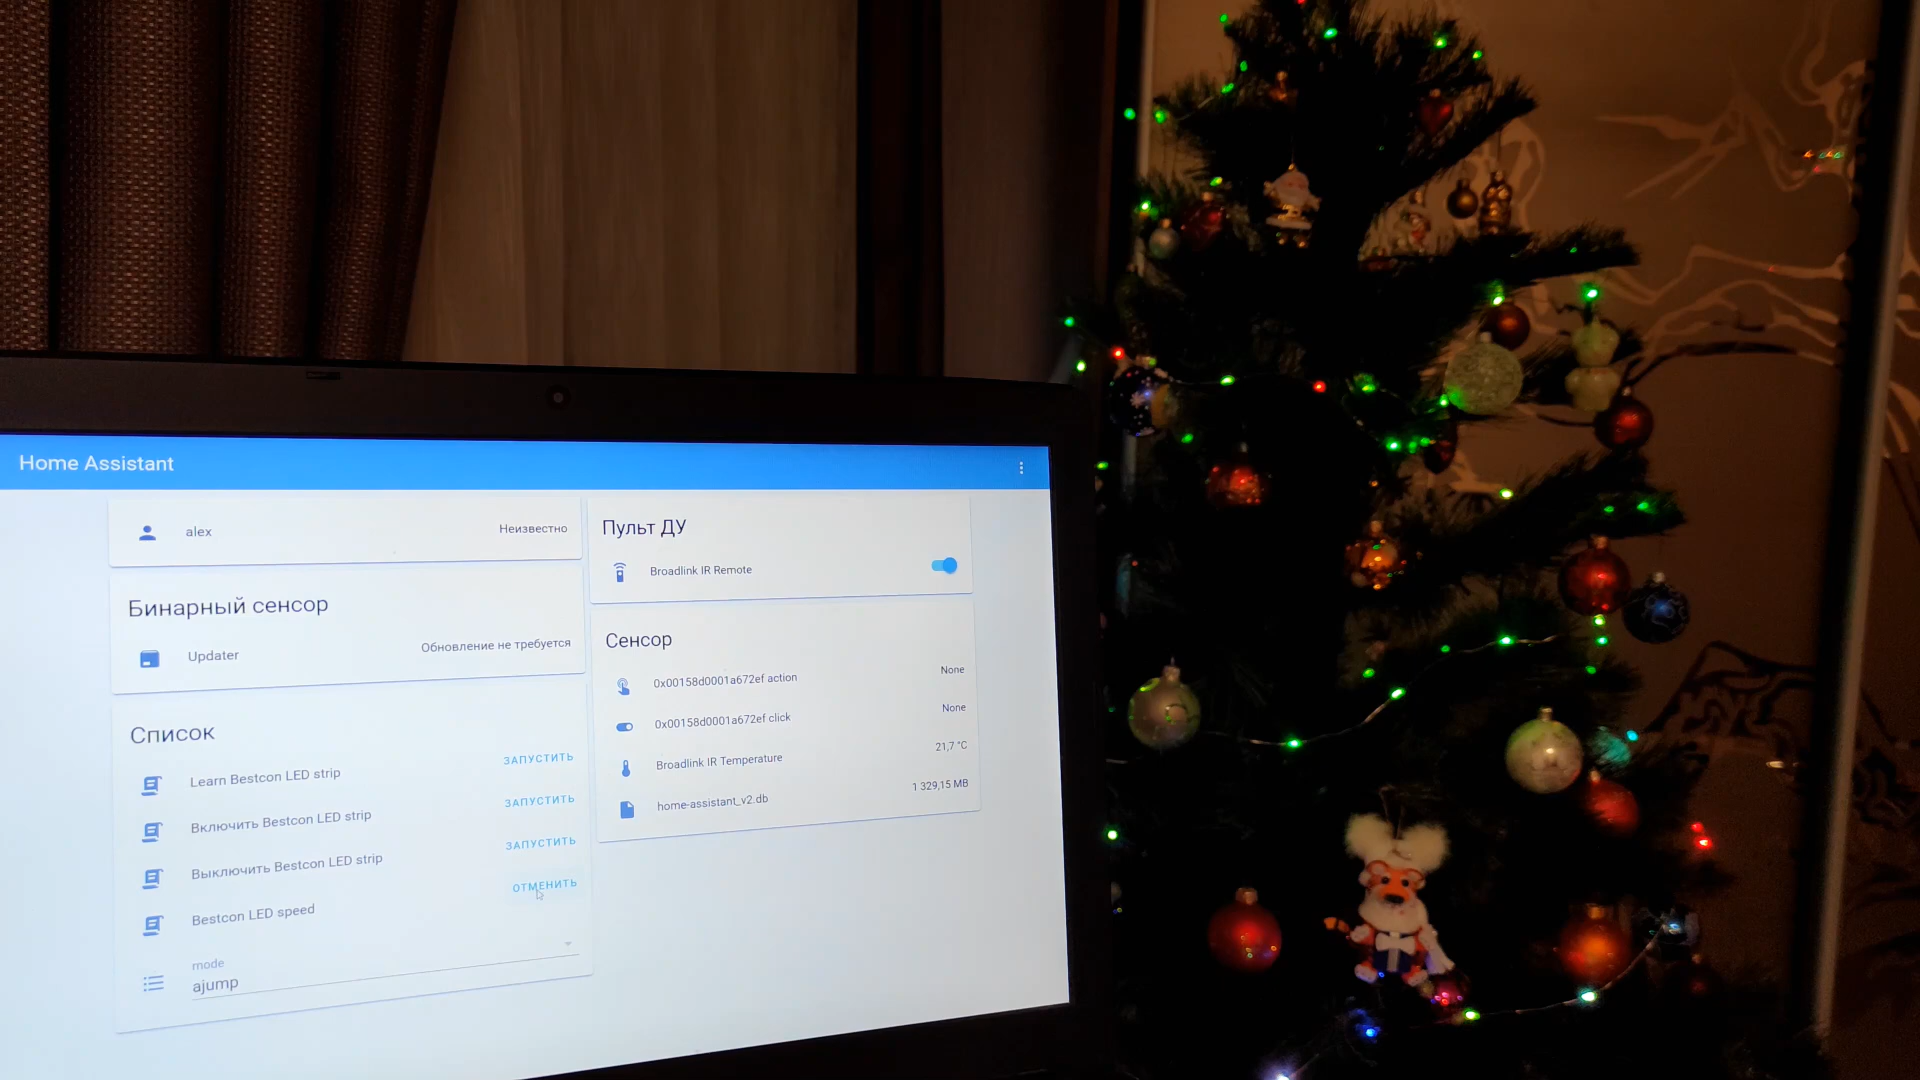 Home Assistant
alex
Неизвестно
Бинарный сенсор
Updater
Обновление не требуется
Список
Learn Bestcon LED strip
ЗАПУСТИТЬ
Включить Bestcon LED strip
ЗАПУСТИТЬ
Выключить Bestcon LED strip
ЗАПУСТИТЬ
Bestcon LED speed
ОТМЕНИТЬ
mode
ajump
Пульт ДУ
Broadlink IR Remote
Сенсор
0x00158d0001a672ef action
None
0x00158d0001a672ef click
None
Broadlink IR Temperature
21,7 °C
home-assistant_v2.db
1 329,15 MB